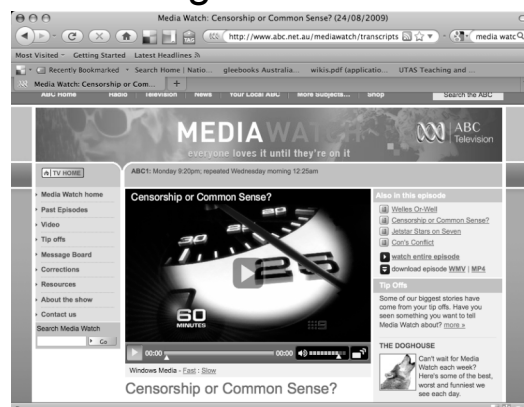 Media Watch: Censorship or Common Sense? (24/08/2009)
http://www.abc.net.au/mediawatch/transcripts
media watc
Most Visited
Getting Started
Latest Headlines
Recently Bookmarked
Search Home | Natio...
gleebooks Australia...
wikis.pdf (applicatio...
UTAS Teaching and ...
Media Watch: Censorship or Com...
+
ABC Home
Radio
Television
News
Your Local ABC
More Subjects...
Shop
Search the ABC
MEDIA WATCH
everyone loves it until they're on it
ABC
Television
TV HOME
ABC1: Monday 9:20pm; repeated Wednesday morning 12:25am
Media Watch home
Past Episodes
Video
Tip offs
Message Board
Corrections
Resources
About the show
Contact us
Search Media Watch
Go
Censorship or Common Sense?
60
MINUTES
00:00
00:00
Windows Media - Fast : Slow
Censorship or Common Sense?
Also in this episode
Welles Or-Well
Censorship or Common Sense?
Jetstar Stars on Seven
Con's Conflict
watch entire episode
download episode WMV | MP4
Tip Offs
Some of our biggest stories have
come from your tip offs. Have you
seen something you want to tell
Media Watch about? more »
THE DOGHOUSE
Can't wait for Media
Watch each week?
Here's some of the best,
worst and funniest we
see each day.